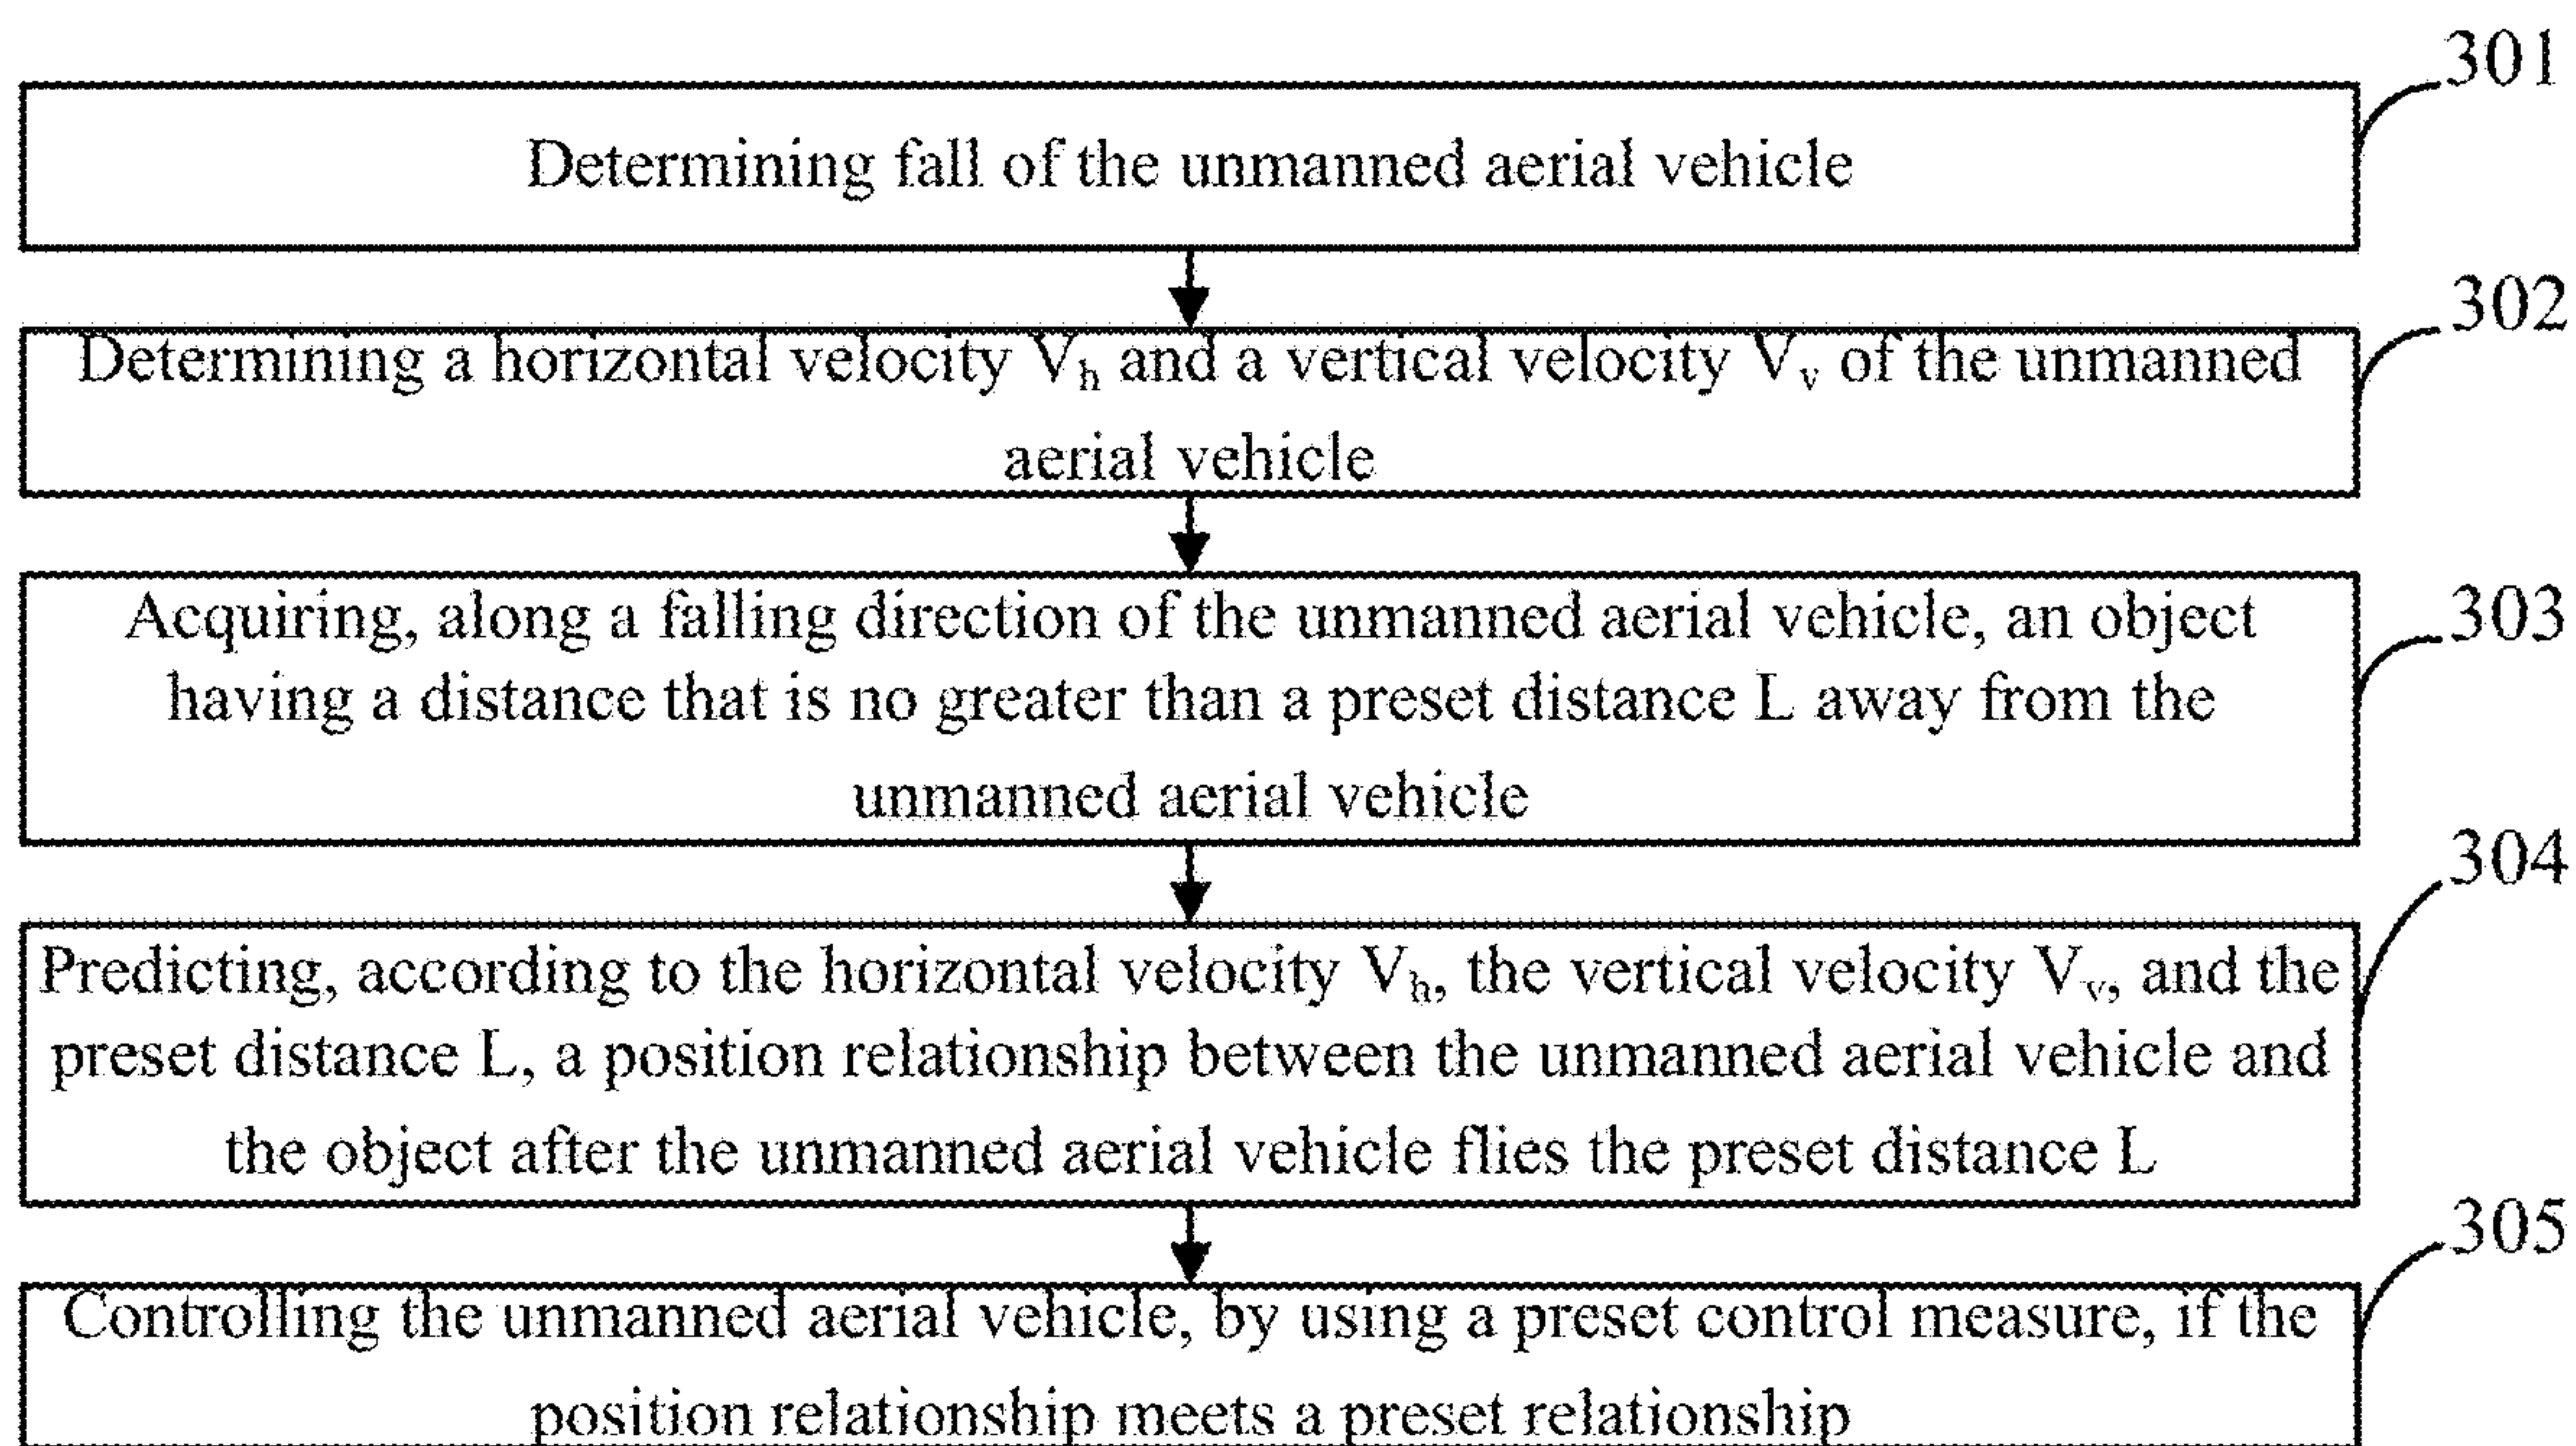 301
Determining fall of the unmanned aerial vehicle
302
Determining a horizontal velocity Vh and a vertical velocity Vv of the unmanned
aerial vehicle
303
Acquiring, along a falling direction of the unmanned aerial vehicle, an object
having a distance that is no greater than a preset distance L away from the
unmanned aerial vehicle
304
Predicting, according to the horizontal velocity Vh, the vertical velocity Vv, and the
preset distance L, a position relationship between the unmanned aerial vehicle and
the object after the unmanned aerial vehicle flies the preset distance L
305
Controlling the unmanned aerial vehicle, by using a preset control measure, if the
position relationship meets a preset relationship